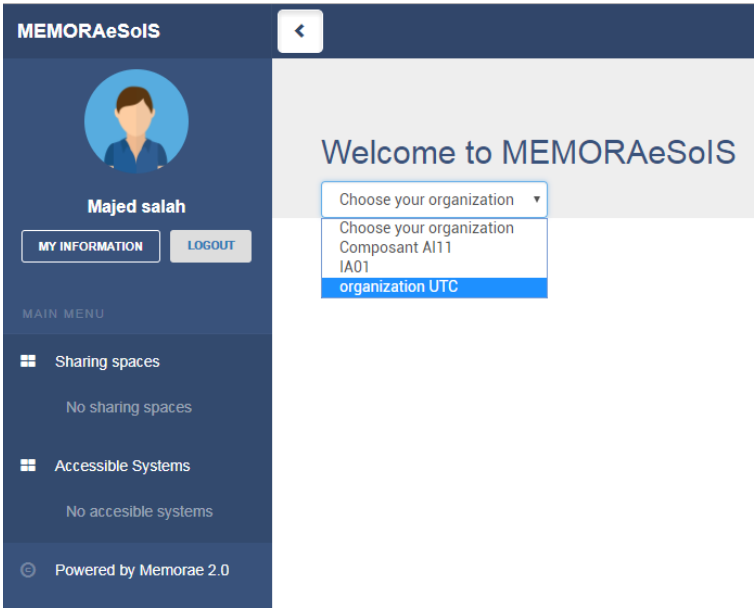 MEMORAeSoIS
Majed salah
MY INFORMATION
LOGOUT
MAIN MENU
Sharing spaces
No sharing spaces
Accessible Systems
No accesible systems
© Powered by Memorae 2.0
Welcome to MEMORAeSoIS
Choose your organization
Choose your organization
Composant AI11
IA01
organization UTC